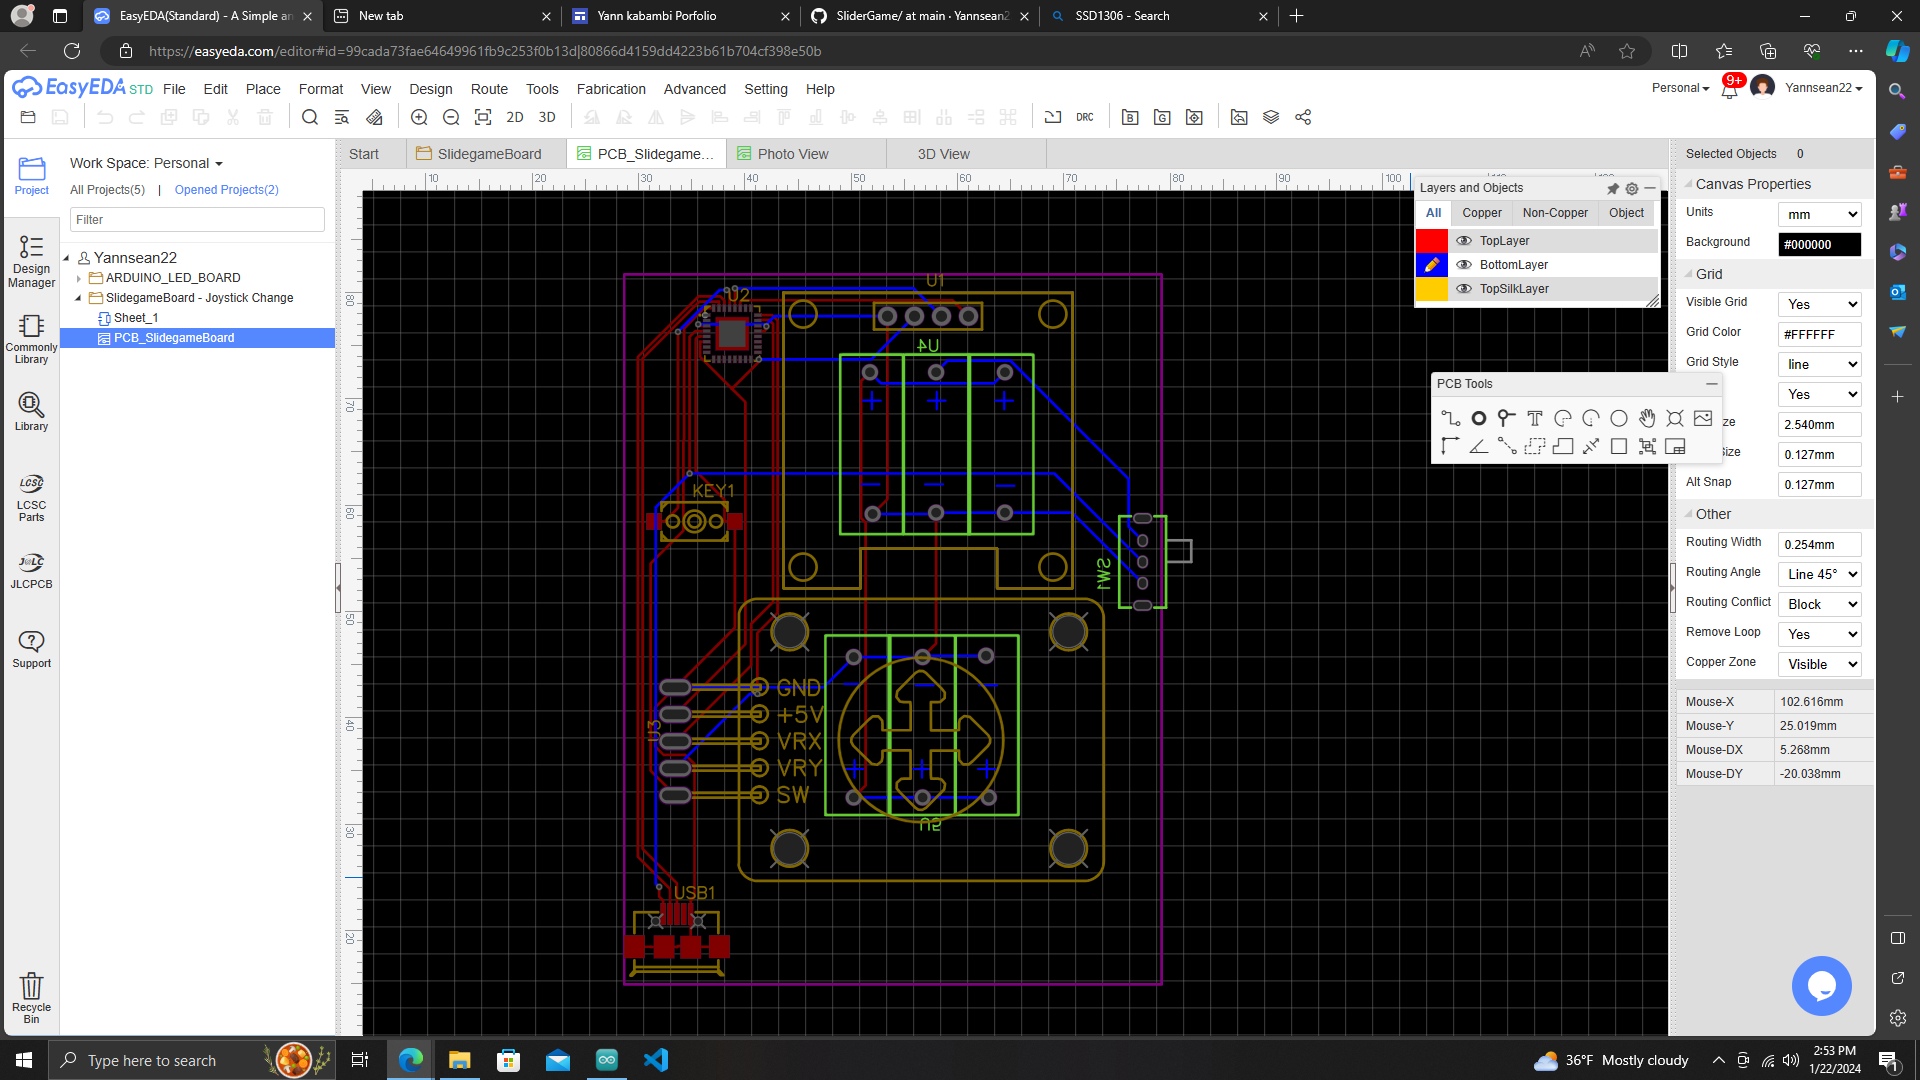 EasyEDA(Standard) - A Simple an
New tab
Yann kabambi Porfolio
SliderGame/ at main · Yannsean2
SSD1306 - Search
https://easyeda.com/editor#id=99cada73fae64649961fb9c253f0b13d|80866d4159dd4223b61b704cf398e50b
EasyEDA STD File Edit Place Format View Design Route Tools Fabrication Advanced Setting Help
Personal
9+
Yannsean22
2D 3D
DRC
B G
Project
Design Manager
Commonly Library
Library
LCSC
LCSC Parts
JLC
JLCPCB
Support
Recycle Bin
Work Space: Personal
All Projects(5) | Opened Projects(2)
Filter
Yannsean22
ARDUINO_LED_BOARD
SlidegameBoard - Joystick Change
Sheet_1
PCB_SlidegameBoard
Start
SlidegameBoard
PCB_Slidegame...
Photo View
3D View
10 20 30 40 50 60 70 80 90 100
80
70
60
50
40
30
20
U1
U2
U4
KEY1
SW1
GND
+5V
VRX
VRY
SW
U3
USB1
Layers and Objects
All Copper Non-Copper Object
TopLayer
BottomLayer
TopSilkLayer
PCB Tools
Selected Objects 0
Canvas Properties
Units mm
Background #000000
Grid
Visible Grid Yes
Grid Color #FFFFFF
Grid Style line
Yes
ze 2.540mm
Size 0.127mm
Alt Snap 0.127mm
Other
Routing Width 0.254mm
Routing Angle Line 45°
Routing Conflict Block
Remove Loop Yes
Copper Zone Visible
Mouse-X 102.616mm
Mouse-Y 25.019mm
Mouse-DX 5.268mm
Mouse-DY -20.038mm
Type here to search
36°F Mostly cloudy
2:53 PM
1/22/2024
1